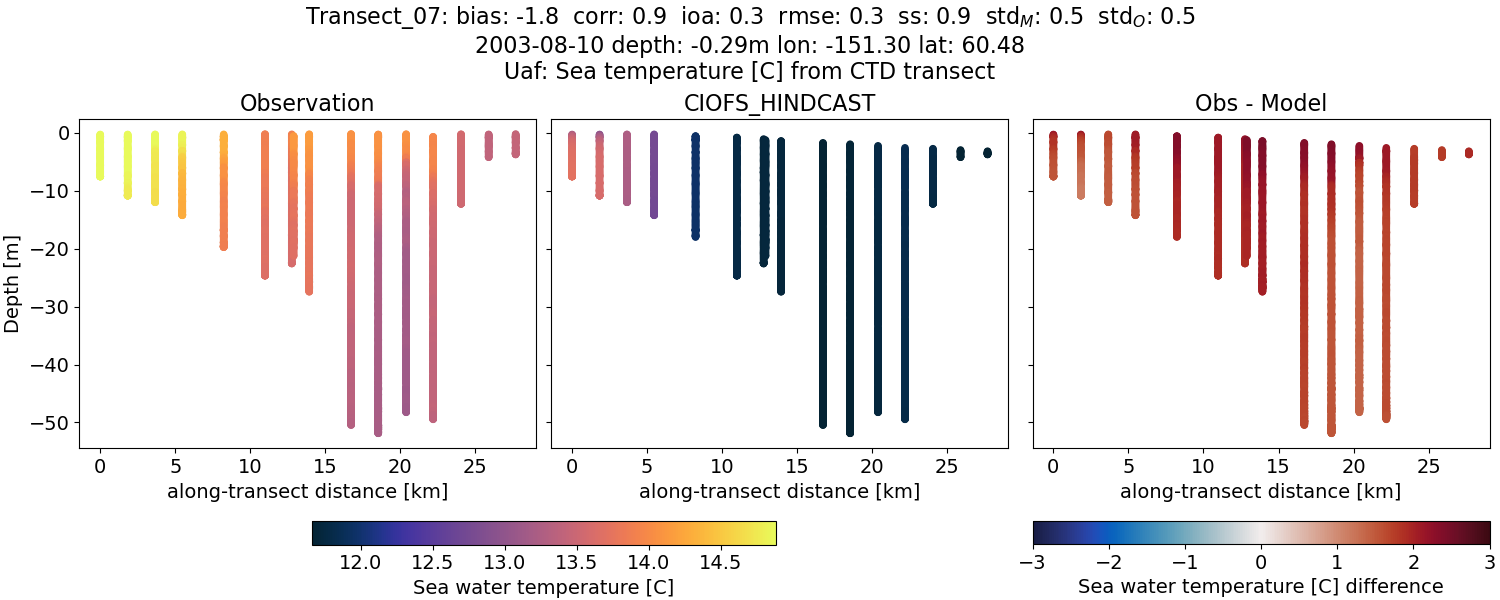 Transect_07: bias: -1.8  corr: 0.9  ioa: 0.3  rmse: 0.3  ss: 0.9  std_M: 0.5  std_O: 0.5
2003-08-10 depth: -0.29m lon: -151.30 lat: 60.48
Uaf: Sea temperature [C] from CTD transect
Observation
CIOFS_HINDCAST
Obs - Model
Depth [m]
0
−10
−20
−30
−40
−50
0 5 10 15 20 25
0 5 10 15 20 25
0 5 10 15 20 25
along-transect distance [km]
along-transect distance [km]
along-transect distance [km]
12.0 12.5 13.0 13.5 14.0 14.5
Sea water temperature [C]
−3 −2 −1 0 1 2 3
Sea water temperature [C] difference